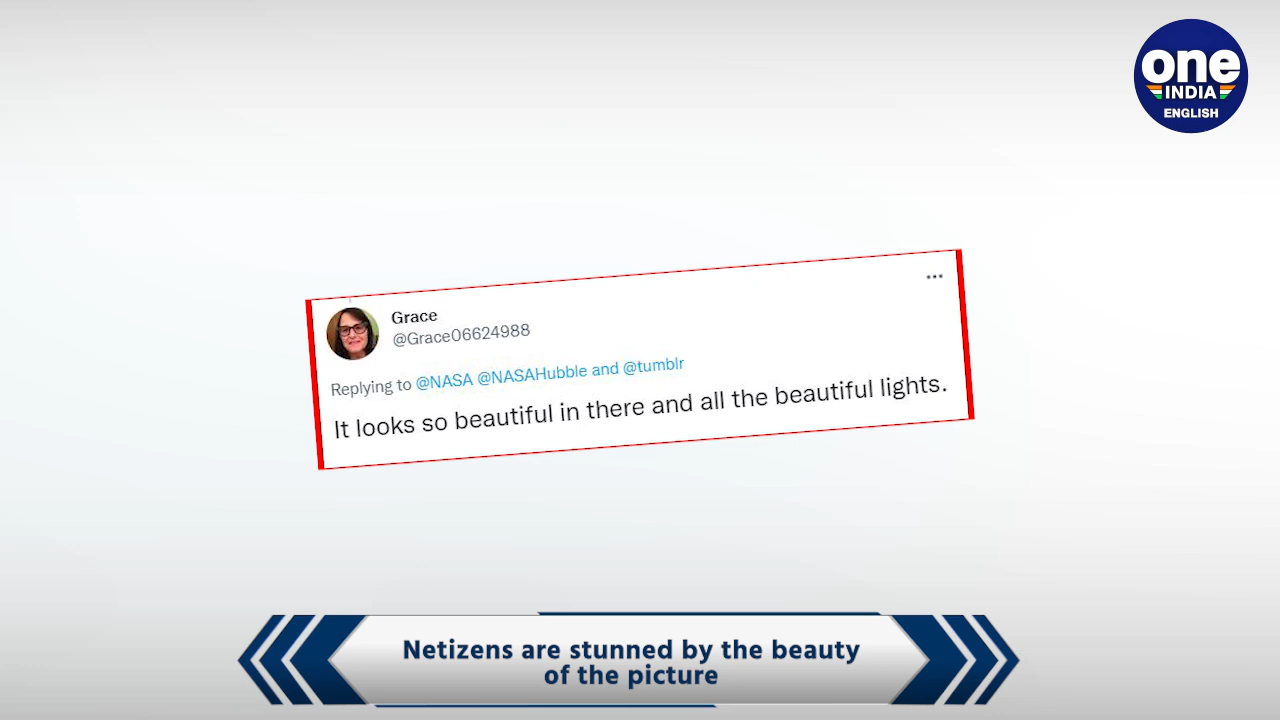 one
INDIA
ENGLISH
Grace
@Grace06624988
Replying to @NASA @NASAHubble and @tumblr
It looks so beautiful in there and all the beautiful lights.
Netizens are stunned by the beauty
of the picture